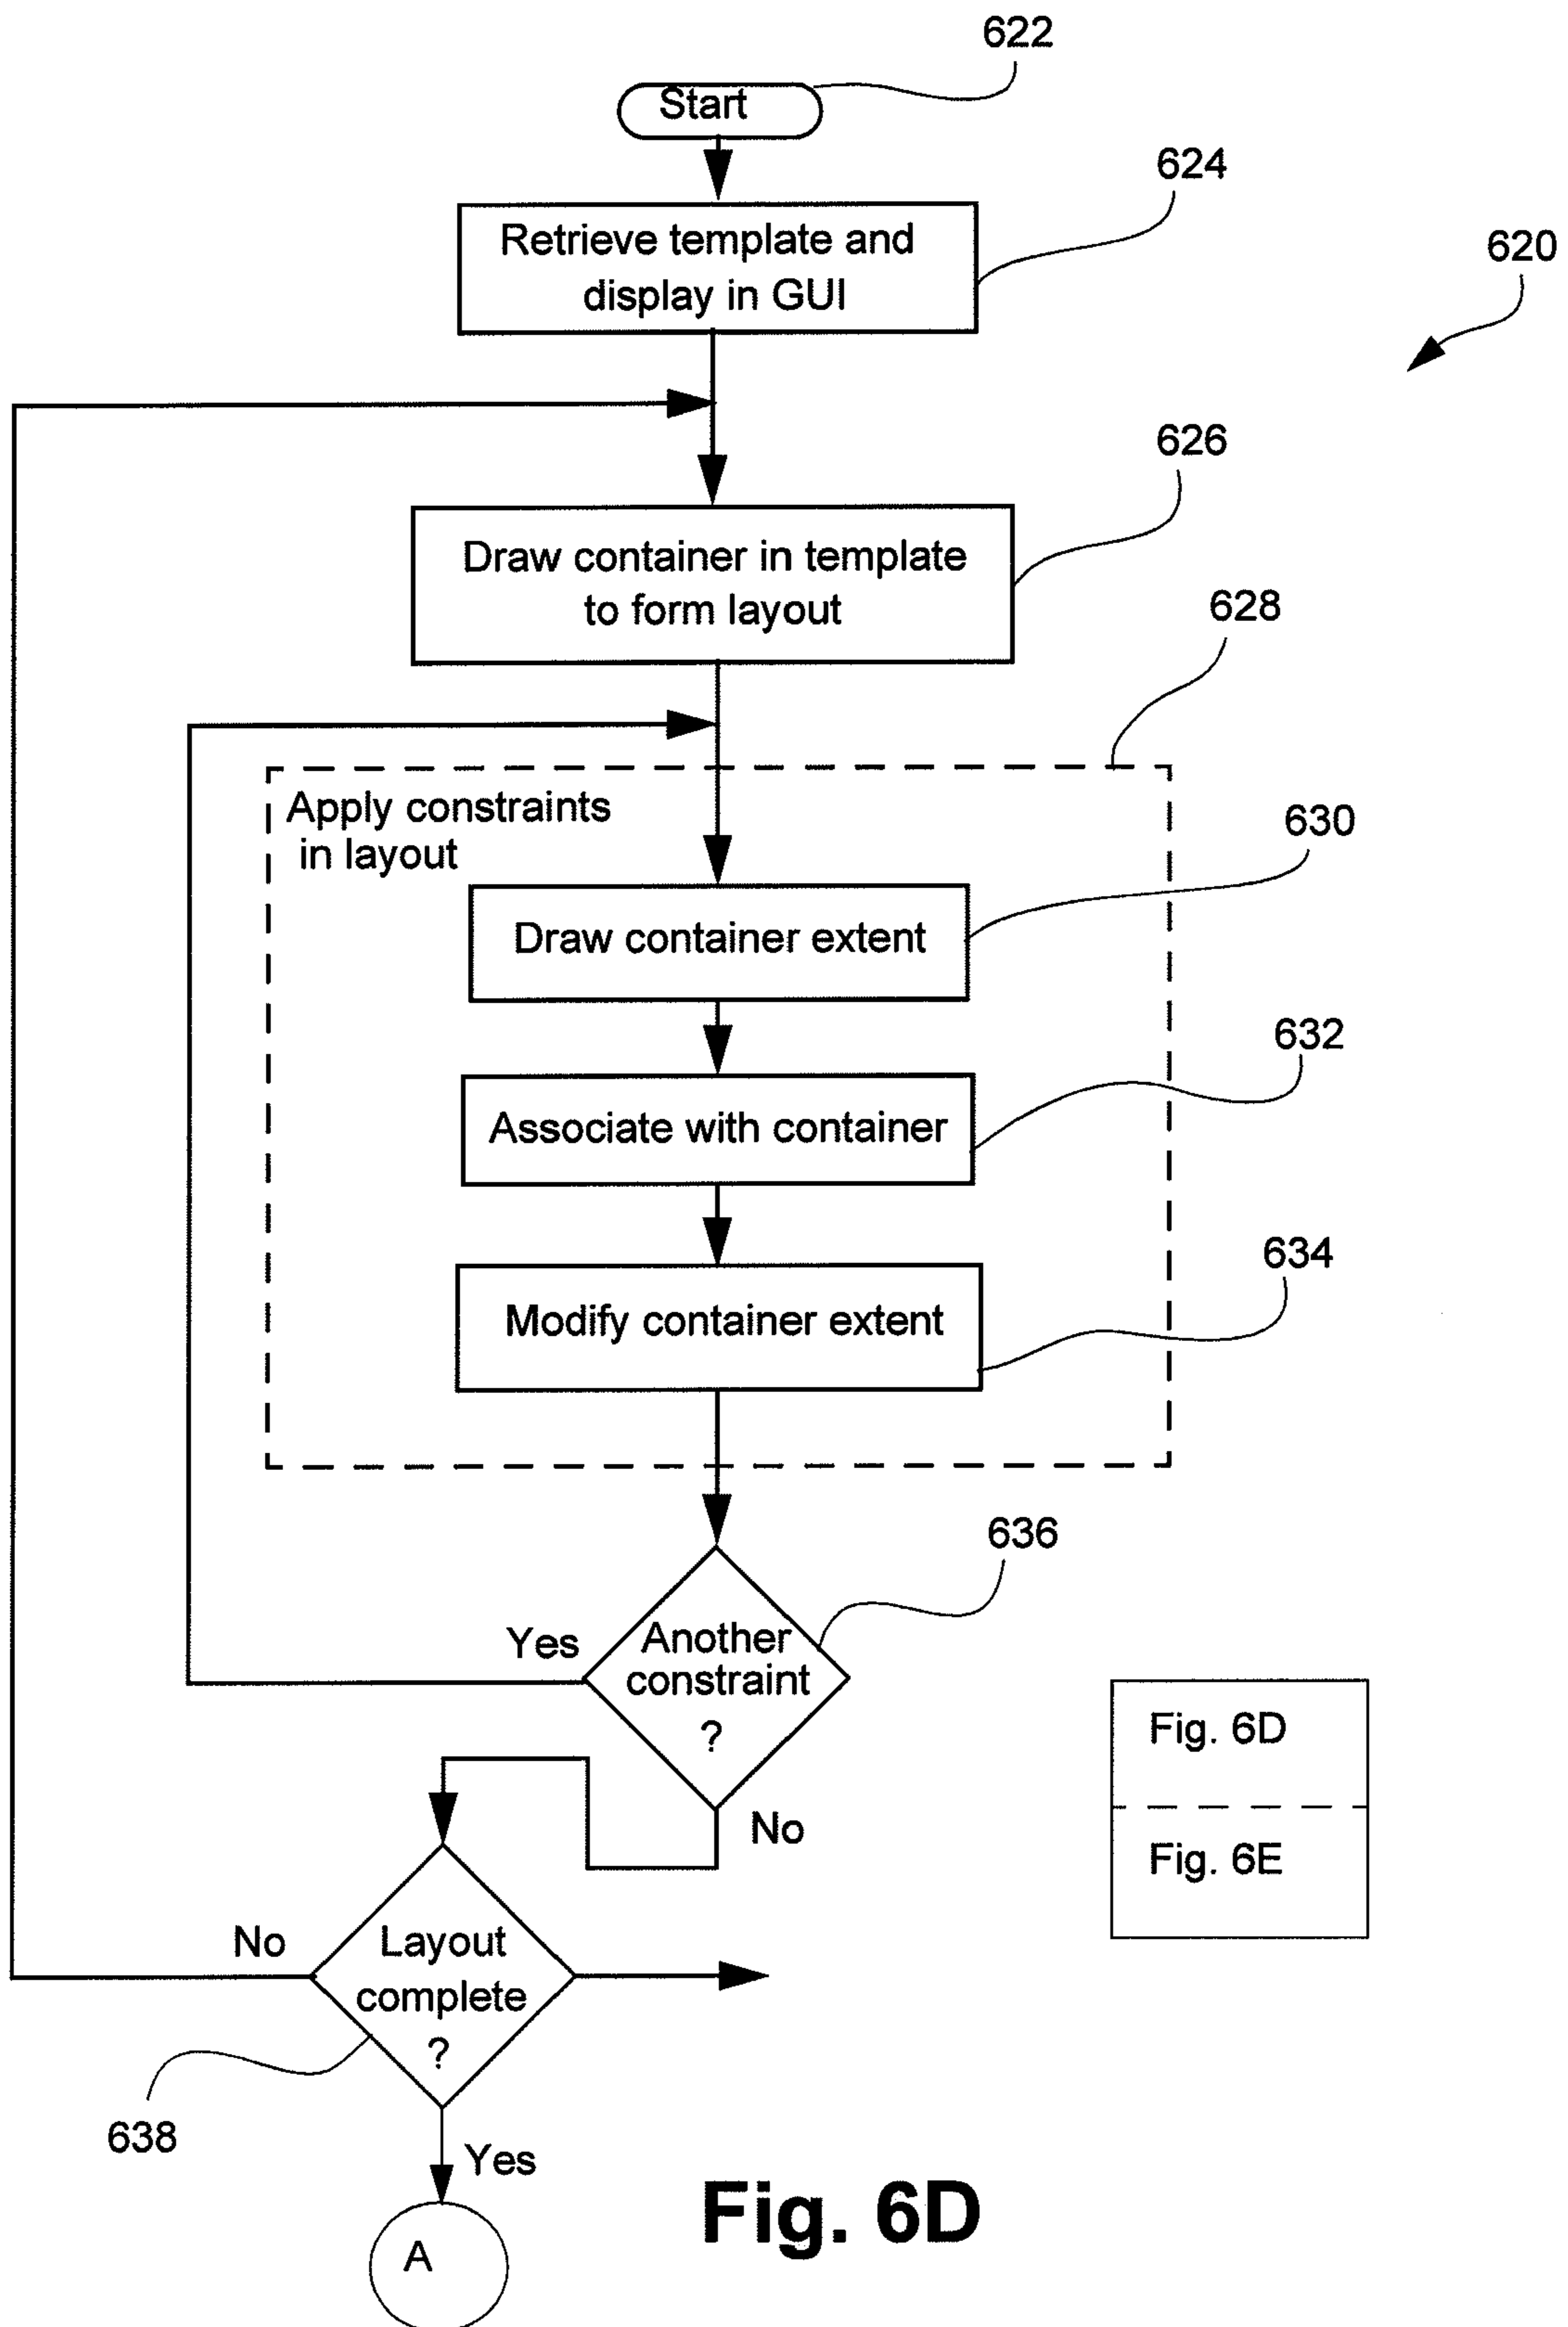 622
Start
624
Retrieve template and
display in GUI
620
626
Draw container in template
to form layout
628
Apply constraints
in layout
630
Draw container extent
632
Associate with container
634
Modify container extent
636
Yes
Another
constraint
?
No
Fig. 6D
Fig. 6E
No
Layout
complete
?
638
Yes
A
Fig. 6D